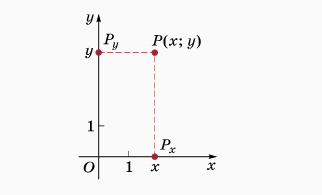 y
y P_y P(x; y)
1
P_x
O 1 x x